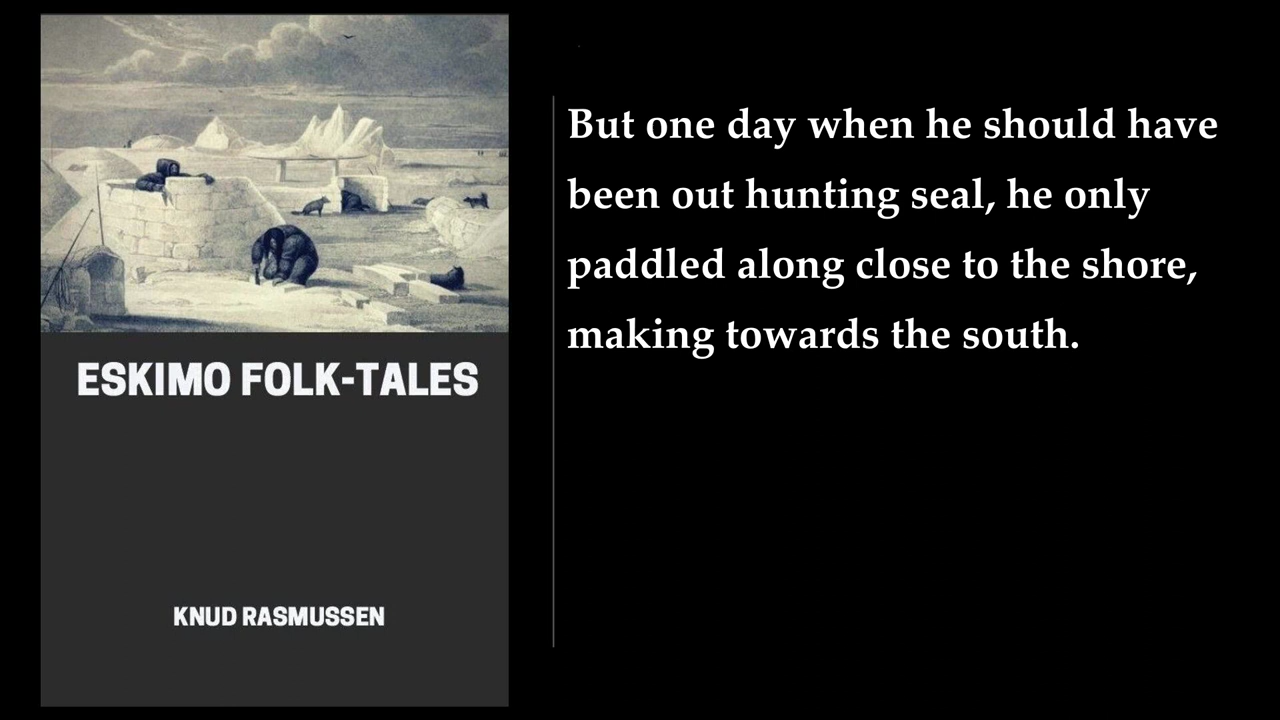 ESKIMO FOLK-TALES
KNUD RASMUSSEN
But one day when he should have
been out hunting seal, he only
paddled along close to the shore,
making towards the south.